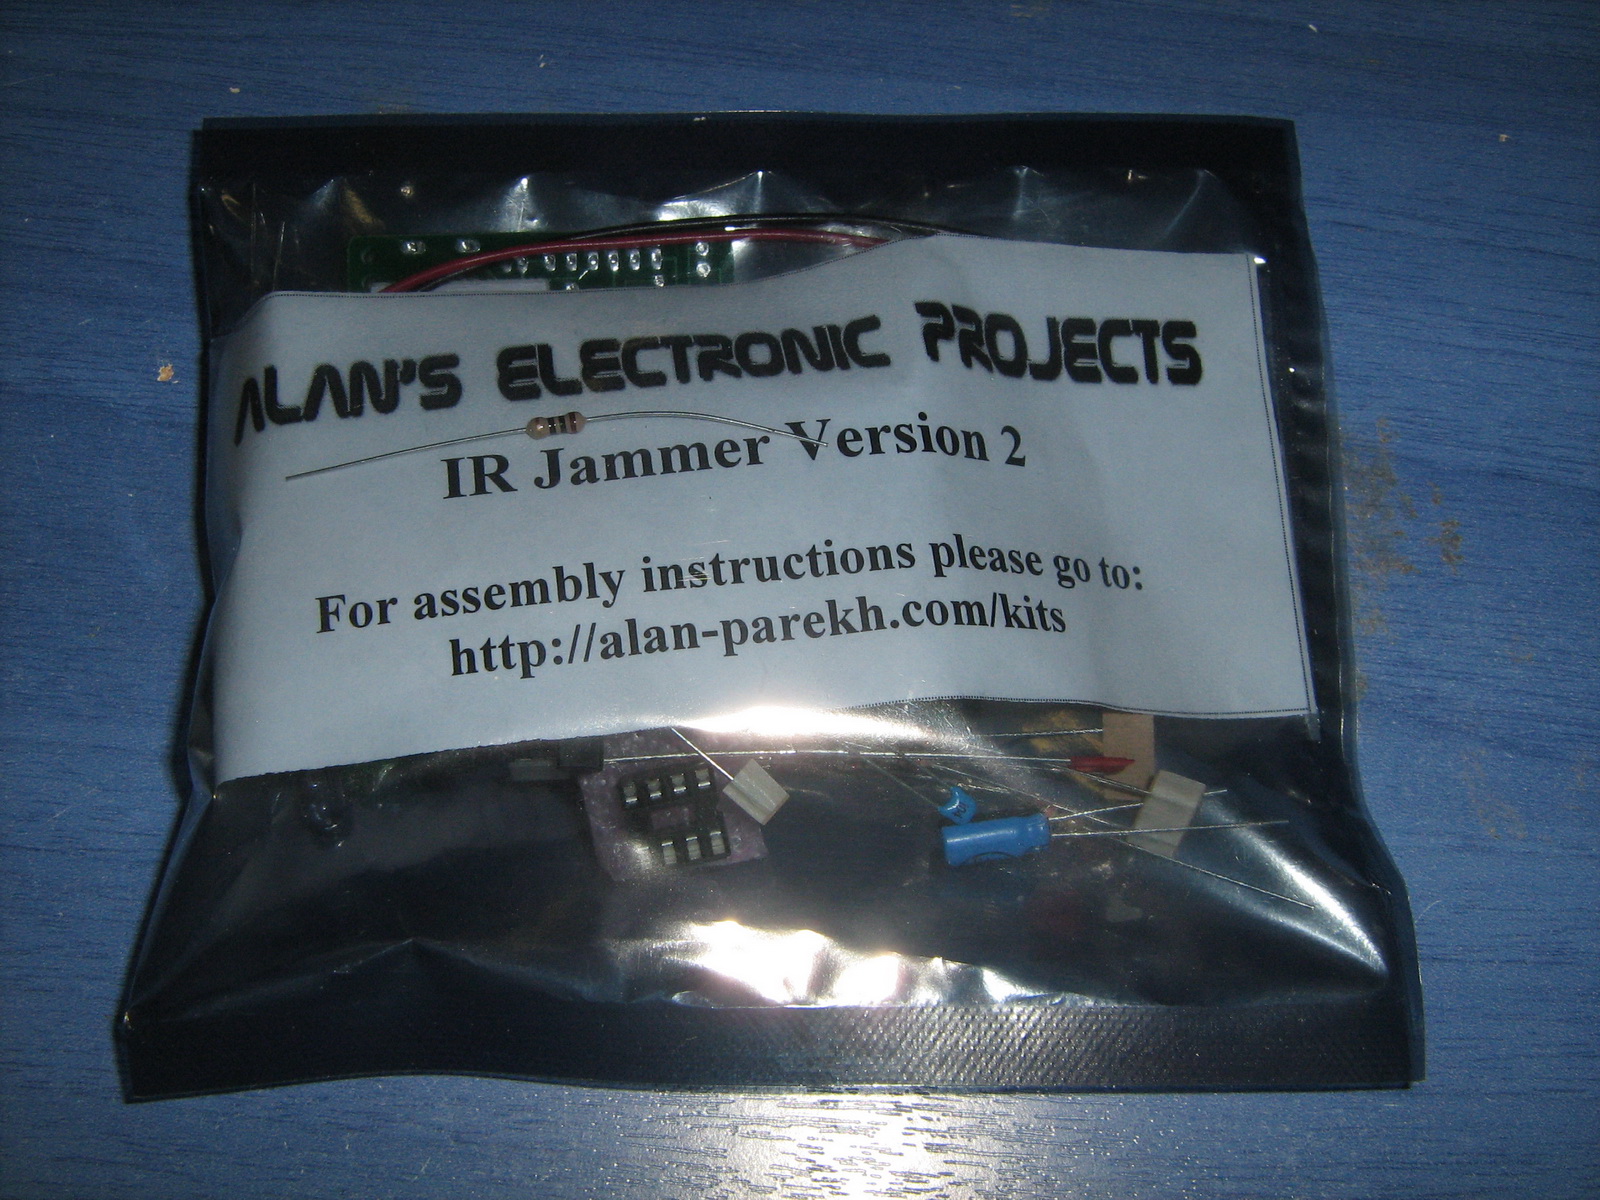 ALAN'S ELECTRONIC PROJECTS
IR Jammer Version 2
For assembly instructions please go to:
http://alan-parekh.com/kits